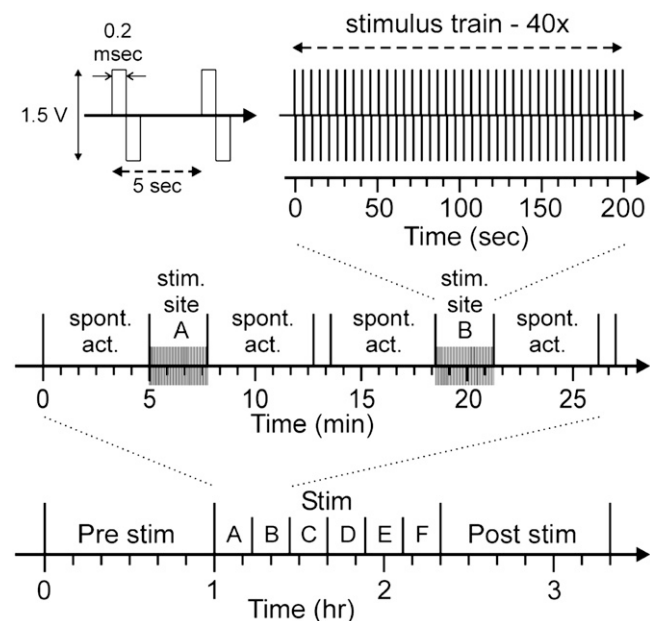 0.2
msec
1.5 V
5 sec
stimulus train - 40x
0 50 100 150 200
Time (sec)
spont.
act.
stim.
site
A
spont.
act.
spont.
act.
stim.
site
B
spont.
act.
0 5 10 15 20 25
Time (min)
Stim
Pre stim A B C D E F Post stim
0 1 2 3
Time (hr)